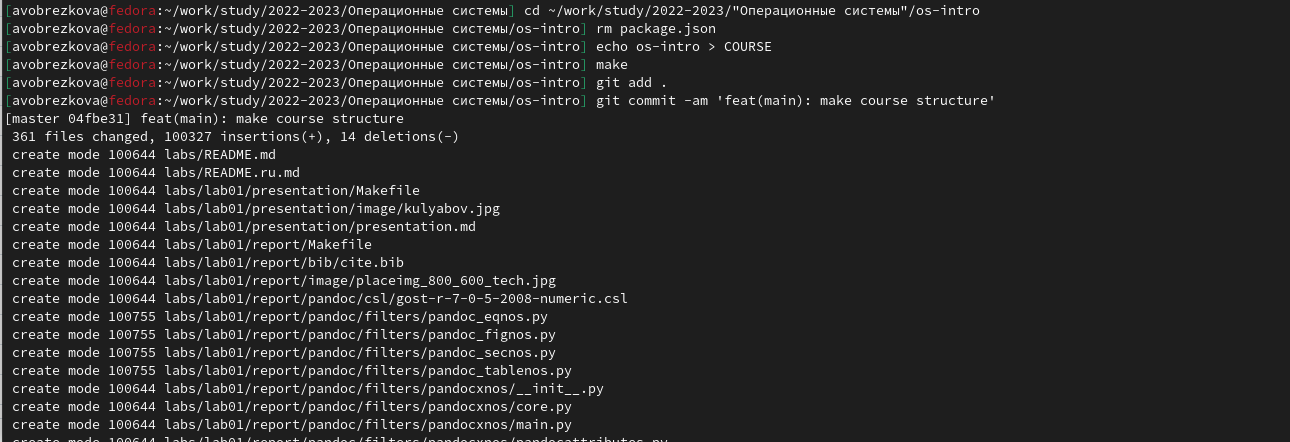 [avobrezkova@fedora:~/work/study/2022-2023/Операционные системы] cd ~/work/study/2022-2023/"Операционные системы"/os-intro
[avobrezkova@fedora:~/work/study/2022-2023/Операционные системы/os-intro] rm package.json
[avobrezkova@fedora:~/work/study/2022-2023/Операционные системы/os-intro] echo os-intro > COURSE
[avobrezkova@fedora:~/work/study/2022-2023/Операционные системы/os-intro] make
[avobrezkova@fedora:~/work/study/2022-2023/Операционные системы/os-intro] git add .
[avobrezkova@fedora:~/work/study/2022-2023/Операционные системы/os-intro] git commit -am 'feat(main): make course structure'
[master 04fbe31] feat(main): make course structure
 361 files changed, 100327 insertions(+), 14 deletions(-)
 create mode 100644 labs/README.md
 create mode 100644 labs/README.ru.md
 create mode 100644 labs/lab01/presentation/Makefile
 create mode 100644 labs/lab01/presentation/image/kulyabov.jpg
 create mode 100644 labs/lab01/presentation/presentation.md
 create mode 100644 labs/lab01/report/Makefile
 create mode 100644 labs/lab01/report/bib/cite.bib
 create mode 100644 labs/lab01/report/image/placeimg_800_600_tech.jpg
 create mode 100644 labs/lab01/report/pandoc/csl/gost-r-7-0-5-2008-numeric.csl
 create mode 100755 labs/lab01/report/pandoc/filters/pandoc_eqnos.py
 create mode 100755 labs/lab01/report/pandoc/filters/pandoc_fignos.py
 create mode 100755 labs/lab01/report/pandoc/filters/pandoc_secnos.py
 create mode 100755 labs/lab01/report/pandoc/filters/pandoc_tablenos.py
 create mode 100644 labs/lab01/report/pandoc/filters/pandocxnos/__init__.py
 create mode 100644 labs/lab01/report/pandoc/filters/pandocxnos/core.py
 create mode 100644 labs/lab01/report/pandoc/filters/pandocxnos/main.py
 create mode 100644 labs/lab01/report/pandoc/filters/pandocxnos/pandocattributes.py